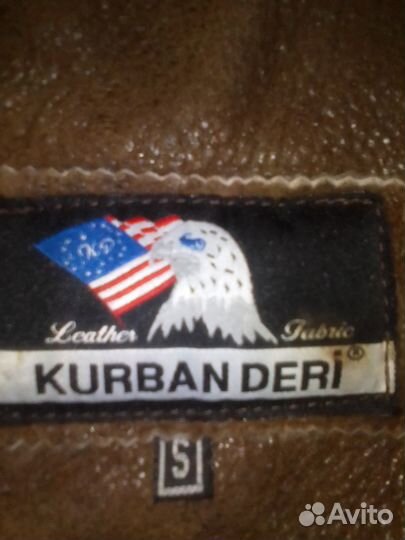 KD
Leather Fabric
KURBAN DERİ®
S
Avito